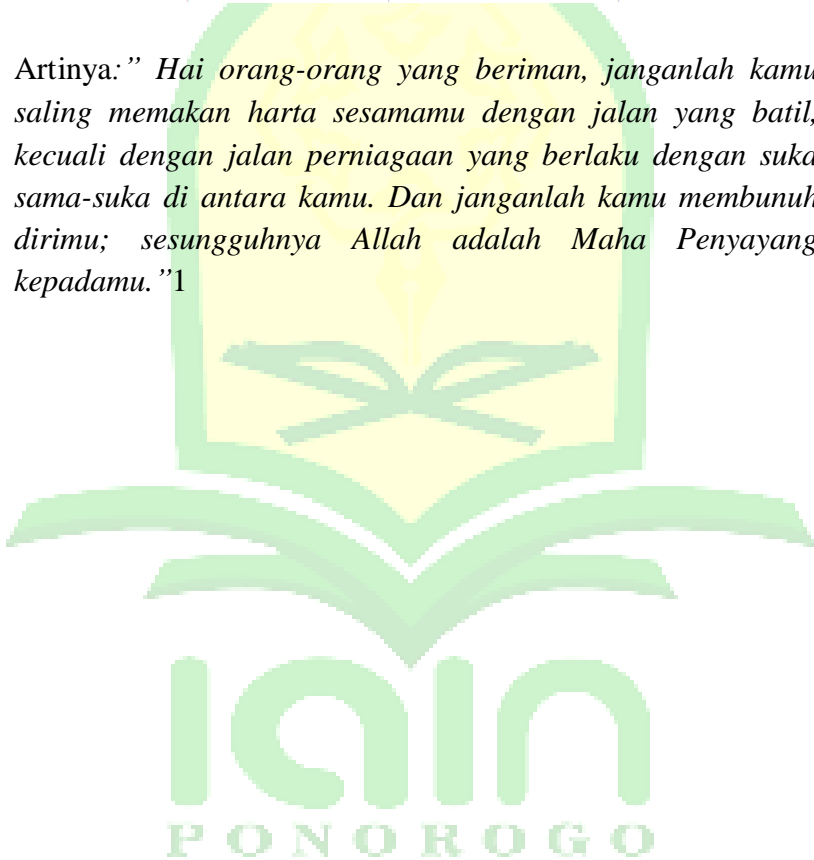 Artinya:” Hai orang-orang yang beriman, janganlah kamu
saling memakan harta sesamamu dengan jalan yang batil,
kecuali dengan jalan perniagaan yang berlaku dengan suka
sama-suka di antara kamu. Dan janganlah kamu membunuh
dirimu; sesungguhnya Allah adalah Maha Penyayang
kepadamu.”1
iain
PONOROGO